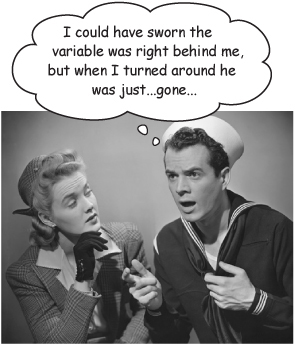 I could have sworn the
variable was right behind me,
but when I turned around he
was just...gone...